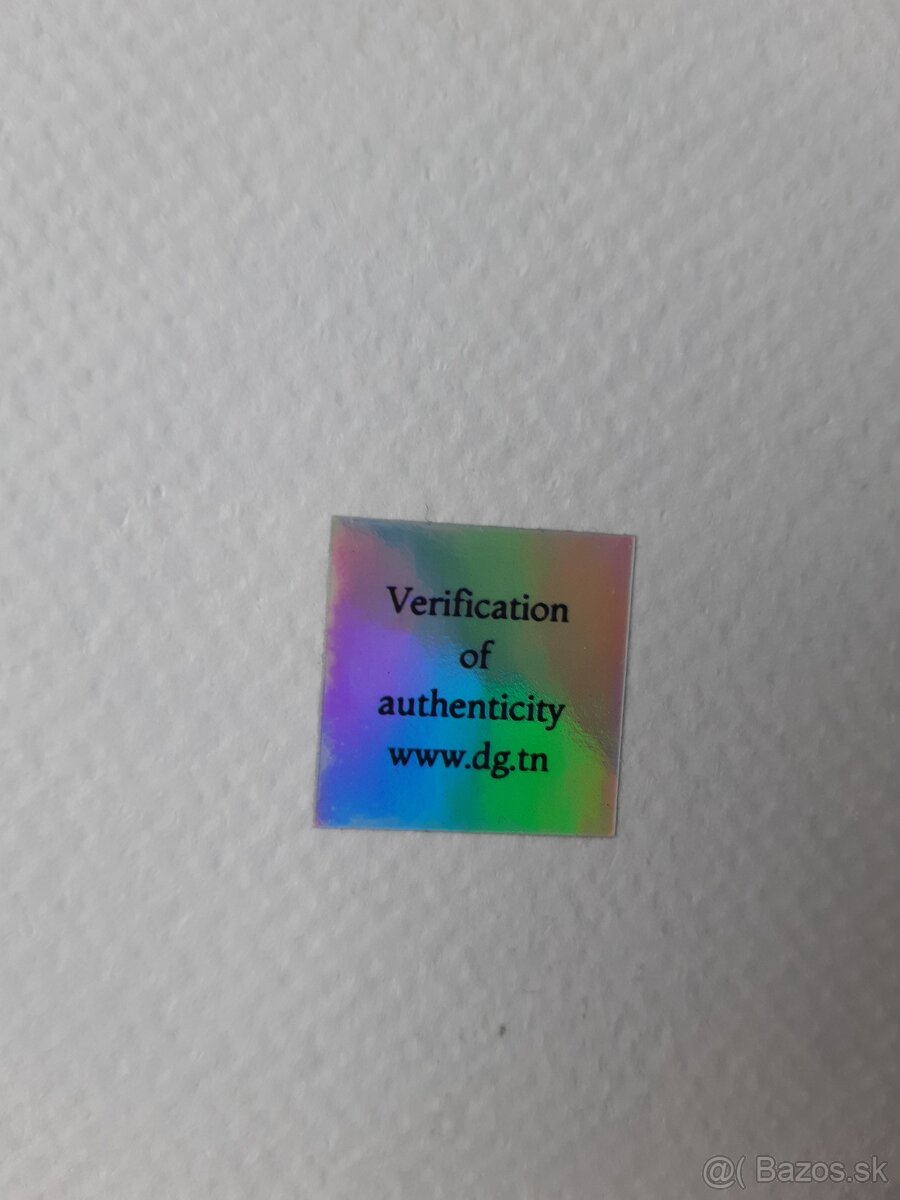 Verification
of
authenticity
www.dg.tn
@( Bazos.sk